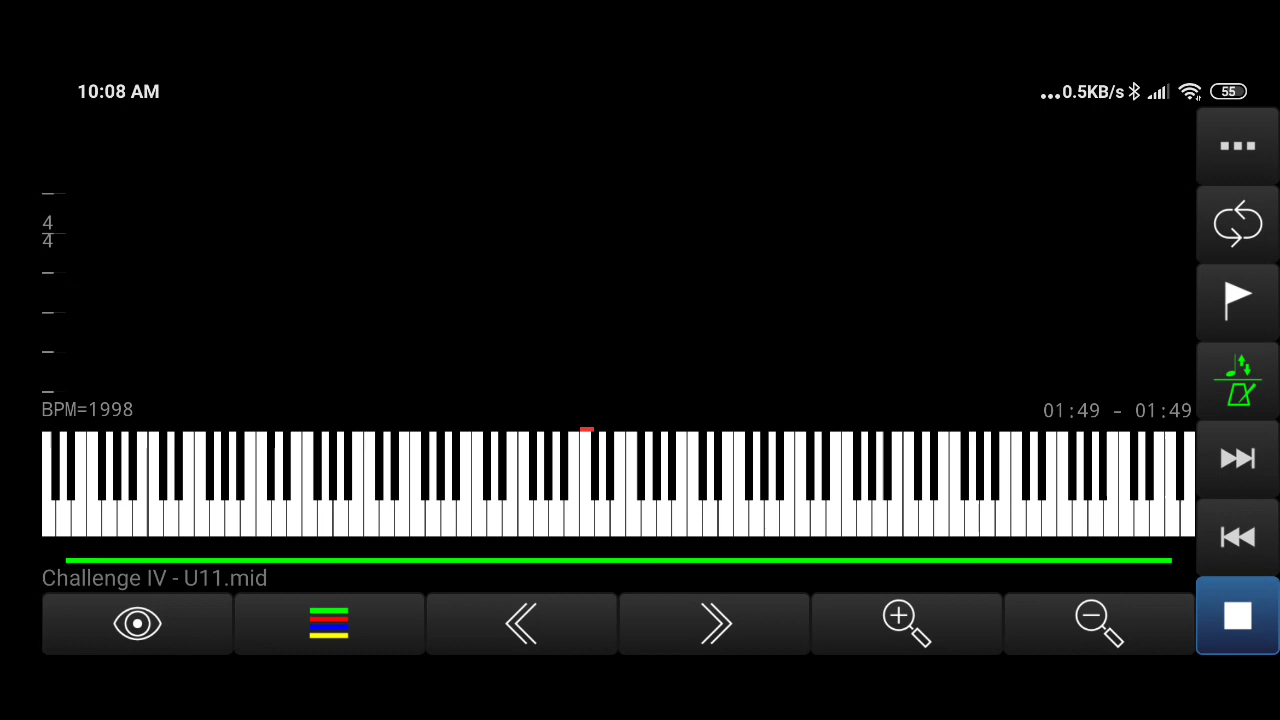 10:08 AM
...0.5KB/s 55
4
4
BPM=1998
01:49 - 01:49
Challenge IV - U11.mid